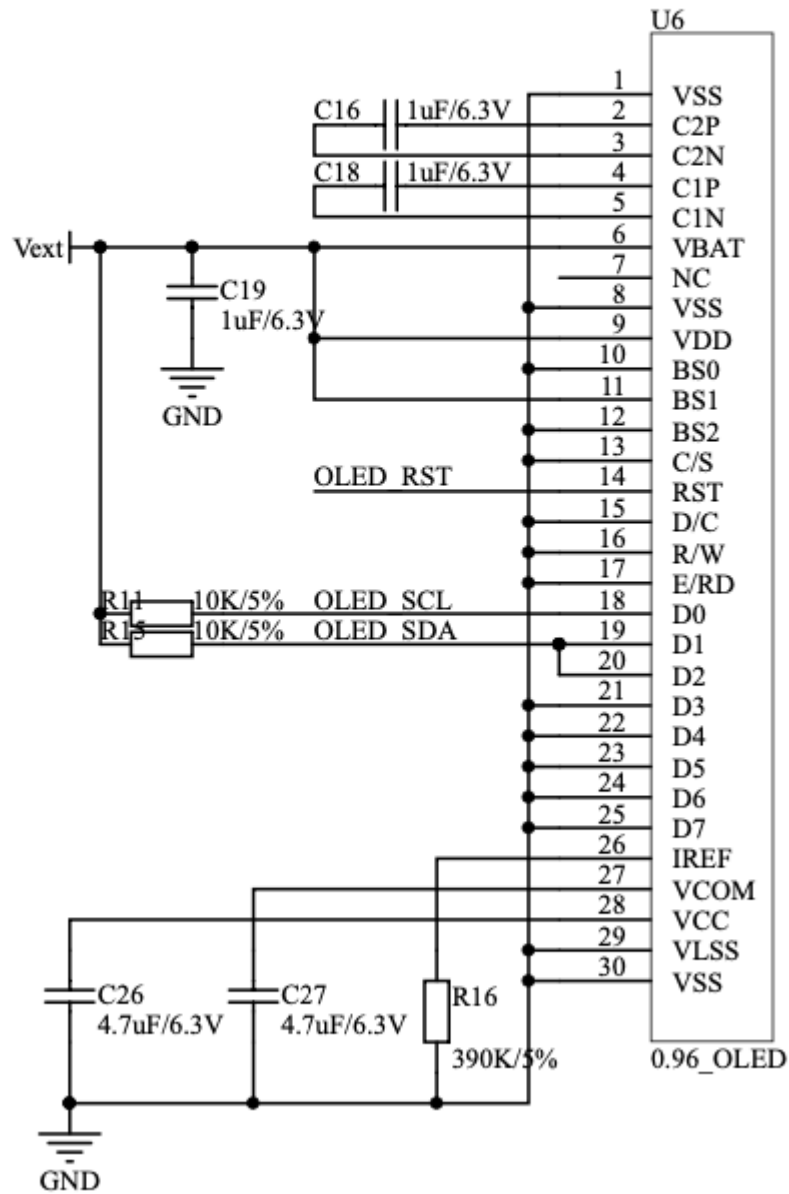 U6
1 VSS
C16 1uF/6.3V 2 C2P
3 C2N
C18 1uF/6.3V 4 C1P
5 C1N
Vext 6 VBAT
7 NC
C19 8 VSS
1uF/6.3V 9 VDD
10 BS0
11 BS1
GND 12 BS2
13 C/S
OLED_RST 14 RST
15 D/C
16 R/W
17 E/RD
R11 10K/5% OLED_SCL 18 D0
R15 10K/5% OLED_SDA 19 D1
20 D2
21 D3
22 D4
23 D5
24 D6
25 D7
26 IREF
27 VCOM
28 VCC
29 VLSS
30 VSS
C26 C27 R16
4.7uF/6.3V 4.7uF/6.3V
390K/5% 0.96_OLED
GND